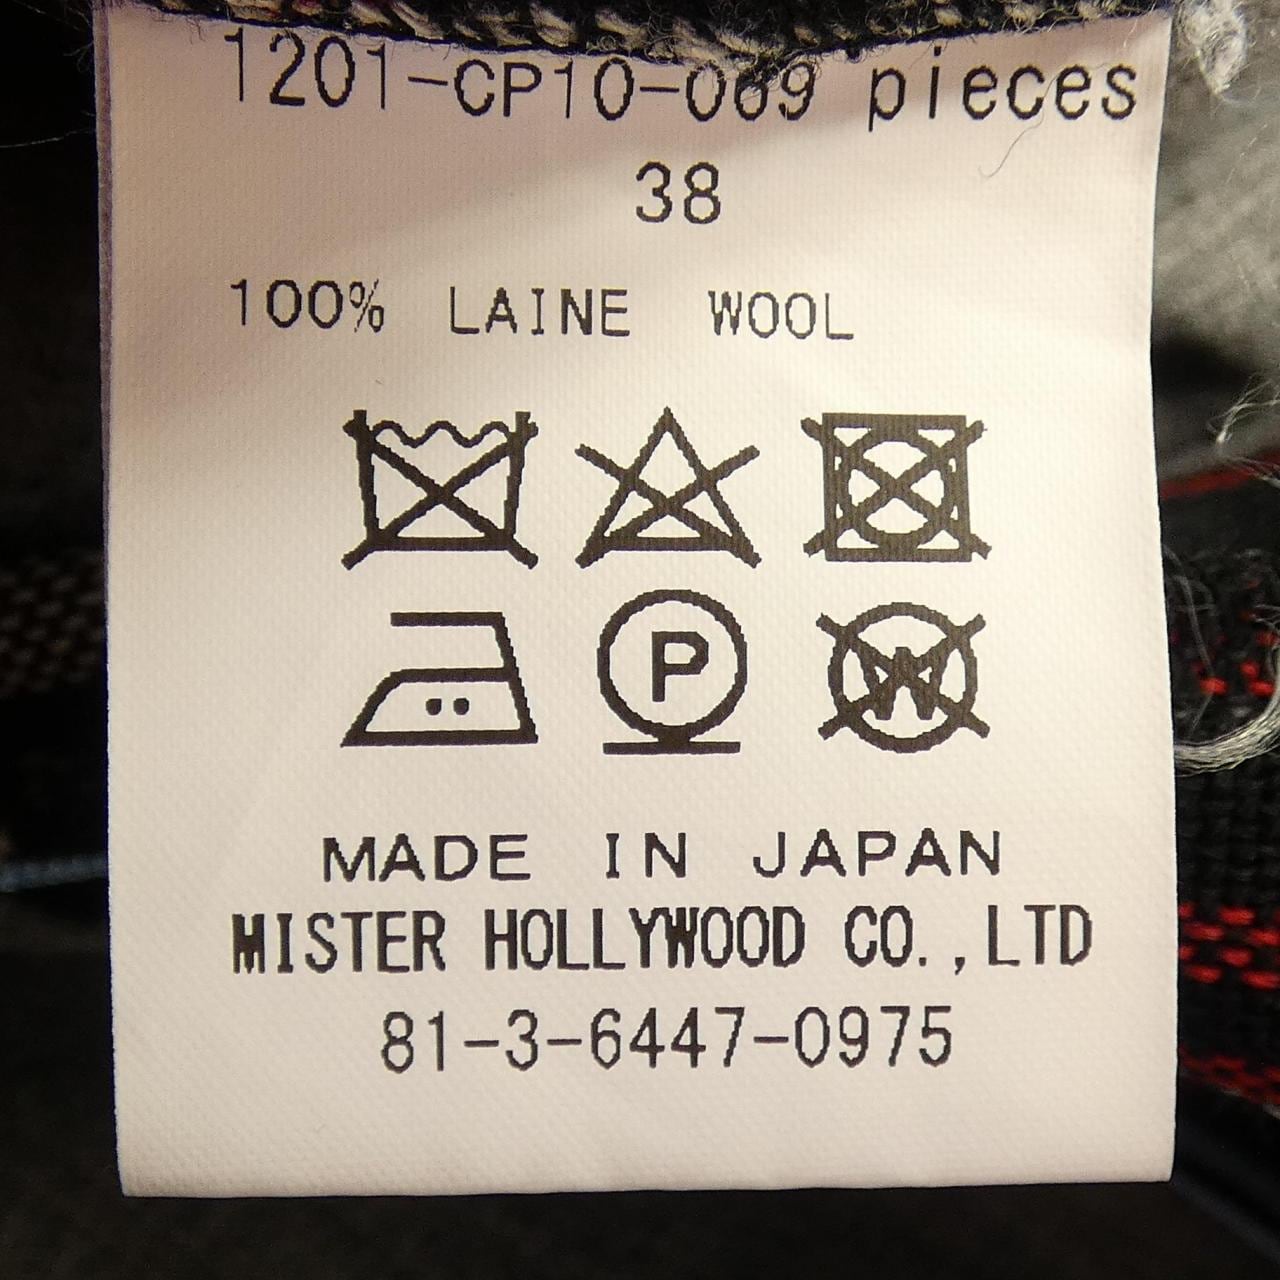 1201-CP10-069 pieces
38
100% LAINE WOOL
P W
MADE IN JAPAN
MISTER HOLLYWOOD CO.,LTD
81-3-6447-0975